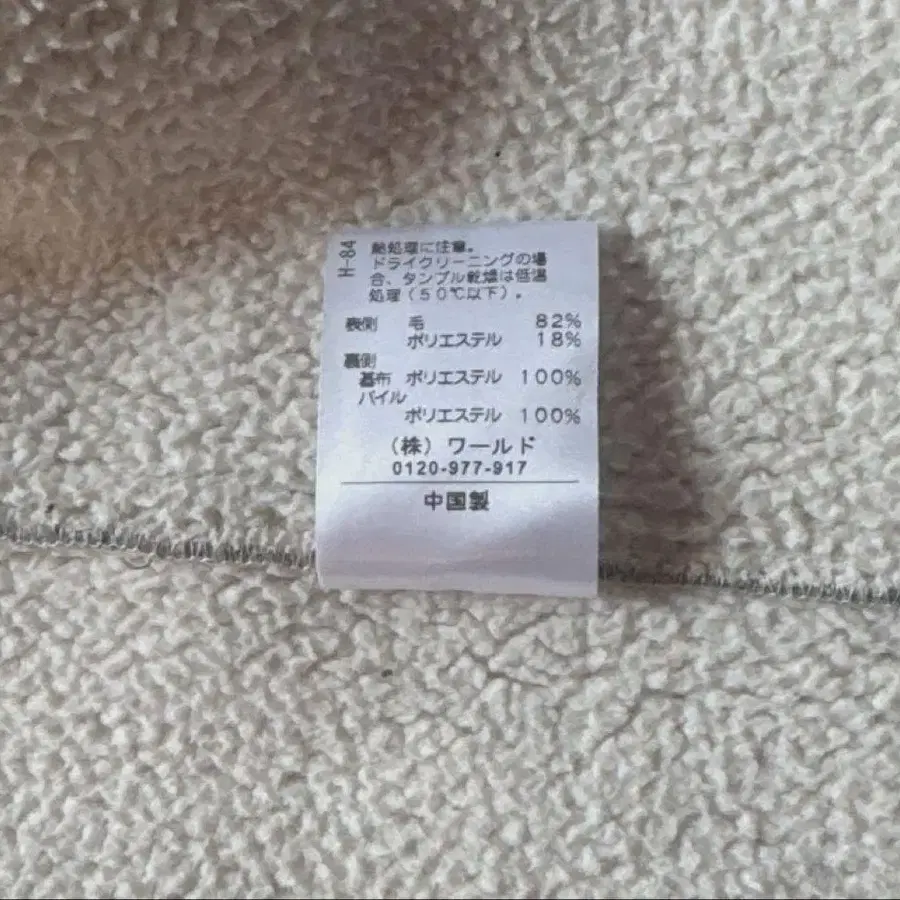 H-84
熱処理に注意。
ドライクリーニングの場
合、タンブル乾燥は低温
処理（５０℃以下）。
表側 毛 82%
ポリエステル 18%
裏側
基布 ポリエステル 100%
パイル
ポリエステル 100%
（株）ワールド
0120-977-917
中国製